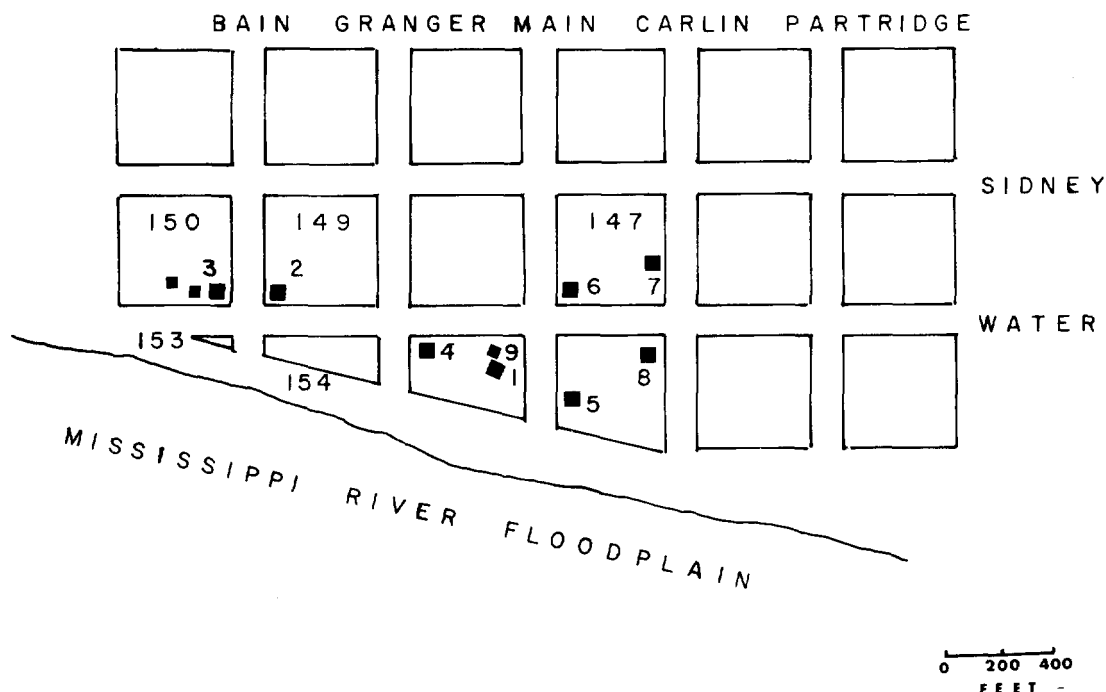 BAIN GRANGER MAIN CARLIN PARTRIDGE
SIDNEY
150 149 147
3 2 6 7
WATER
153
154
4 9 1 8 5
MISSISSIPPI RIVER FLOODPLAIN
0 200 400
FEET